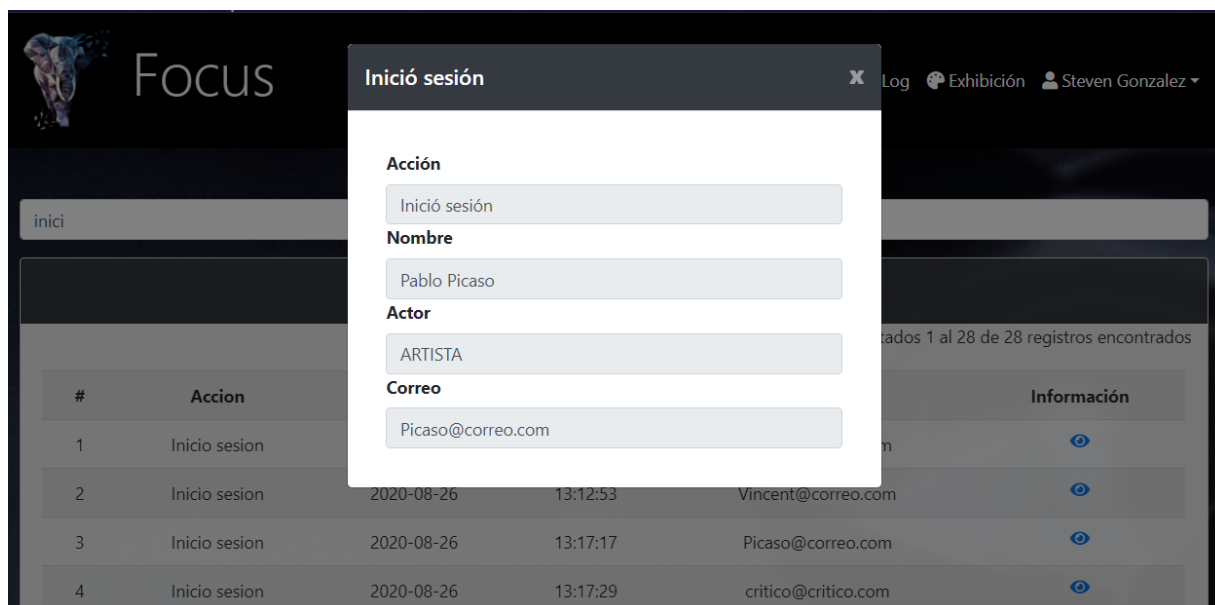 Focus
Inició sesión X
Log Exhibición Steven Gonzalez
Acción
Inició sesión
inici
Nombre
Pablo Picaso
Actor
ARTISTA
tados 1 al 28 de 28 registros encontrados
Correo
Picaso@correo.com
# Accion Información
1 Inicio sesion m
2 Inicio sesion 2020-08-26 13:12:53 Vincent@correo.com
3 Inicio sesion 2020-08-26 13:17:17 Picaso@correo.com
4 Inicio sesion 2020-08-26 13:17:29 critico@critico.com